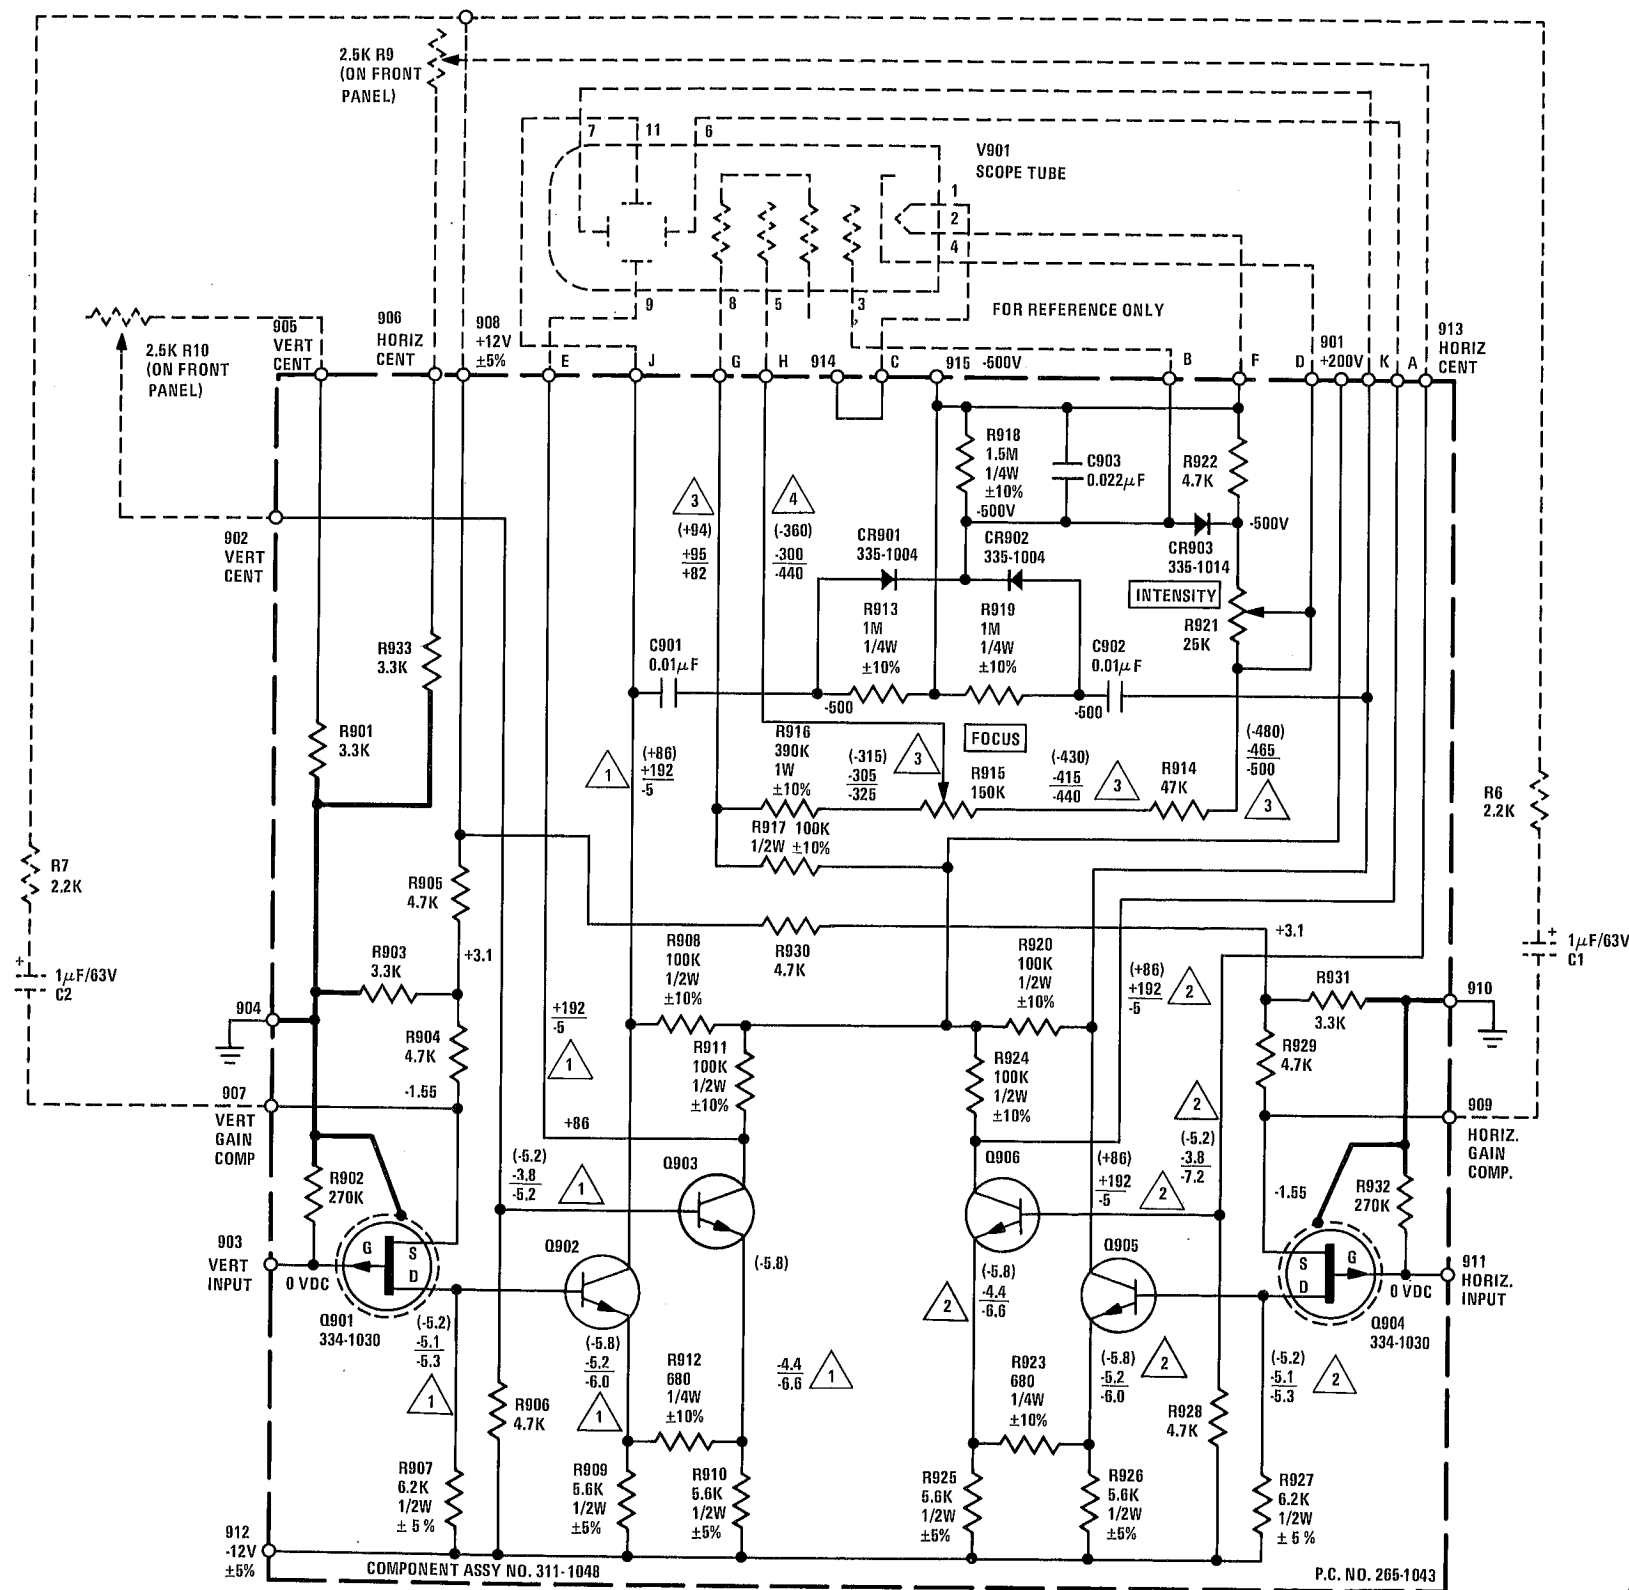 2.5K R9
(ON FRONT
PANEL)
7
11
6
V901
SCOPE TUBE
1
2
4
9
8
5
3
FOR REFERENCE ONLY
2.5K R10
(ON FRONT
PANEL)
905
VERT
CENT
906
HORIZ
CENT
908
+12V
±5%
E
J
G
H
914
C
915 -500V
B
F
D
901
+200V
K
A
913
HORIZ
CENT
R918
1.5M
1/4W
±10%
-500V
C903
0.022μF
R922
4.7K
-500V
3
(+94)
+95
+82
4
(-360)
-300
-440
902
VERT
CENT
CR901
335-1004
CR902
335-1004
CR903
335-1014
INTENSITY
R921
25K
R913
1M
1/4W
±10%
R919
1M
1/4W
±10%
C901
0.01μF
C902
0.01μF
-500
-500
R933
3.3K
R901
3.3K
1
(+86)
+192
-5
R916
390K
1W
±10%
(-315)
-305
-325
3
FOCUS
R915
150K
(-430)
-415
-440
3
R914
47K
(-480)
-465
-500
3
R6
2.2K
R917 100K
1/2W ±10%
R7
2.2K
R905
4.7K
+3.1
R930
4.7K
+3.1
+
1μF/63V
C2
+
1μF/63V
C1
R903
3.3K
R908
100K
1/2W
±10%
R920
100K
1/2W
±10%
(+86)
+192
-5
2
R931
3.3K
904
910
+192
-5
1
R904
4.7K
-1.55
R911
100K
1/2W
±10%
R924
100K
1/2W
±10%
R929
4.7K
907
VERT
GAIN
COMP
909
HORIZ.
GAIN
COMP.
+86
2
(-5.2)
-3.8
-7.2
(-5.2)
-3.8
-5.2
1
Q903
Q906
(+86)
+192
-5
2
-1.55
R902
270K
R932
270K
903
VERT
INPUT
0 VDC
G
S
D
Q901
334-1030
Q902
(-5.8)
(-5.8)
-4.4
-6.6
2
Q905
S
D
G
0 VDC
911
HORIZ.
INPUT
Q904
334-1030
(-5.2)
-5.1
-5.3
1
(-5.8)
-5.2
-6.0
1
R912
680
1/4W
±10%
-4.4
-6.6
1
R923
680
1/4W
±10%
(-5.8)
-5.2
-6.0
2
(-5.2)
-5.1
-5.3
2
R906
4.7K
R928
4.7K
R907
6.2K
1/2W
±5%
R909
5.6K
1/2W
±5%
R910
5.6K
1/2W
±5%
R925
5.6K
1/2W
±5%
R926
5.6K
1/2W
±5%
R927
6.2K
1/2W
±5%
912
-12V
±5%
COMPONENT ASSY NO. 311-1048
P.C. NO. 265-1043